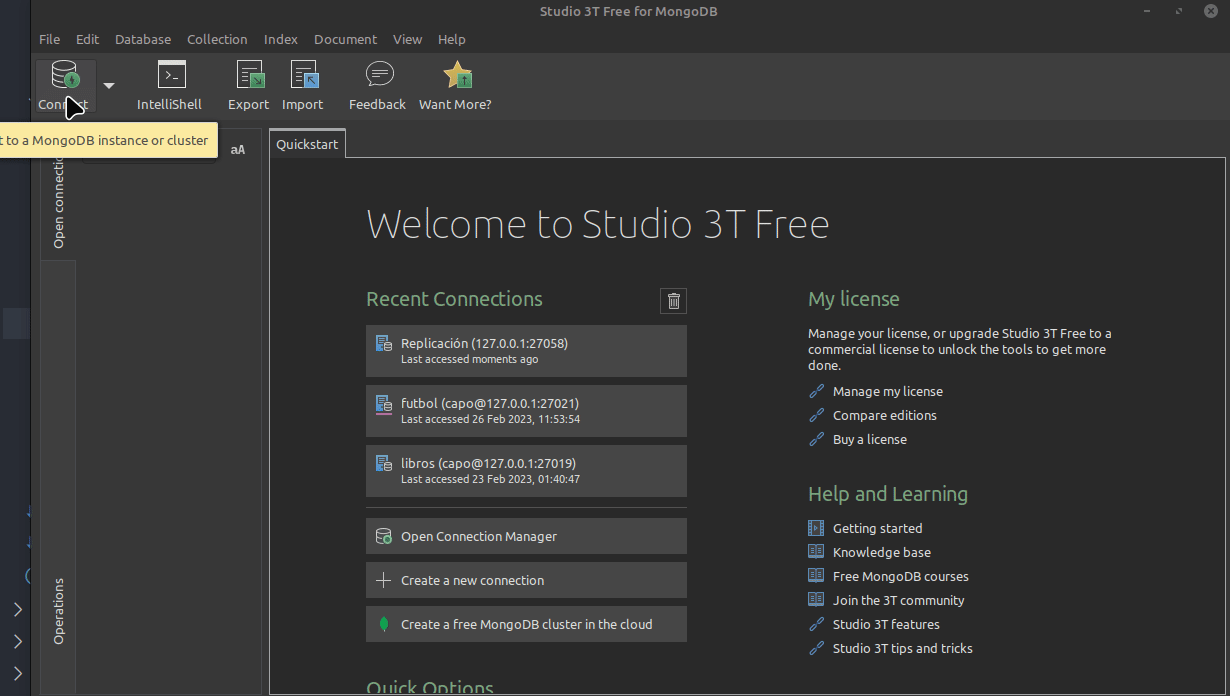 Studio 3T Free for MongoDB
File Edit Database Collection Index Document View Help
Connect IntelliShell Export Import Feedback Want More?
to a MongoDB instance or cluster
aA
Quickstart
Open connectio
Operations
Welcome to Studio 3T Free
Recent Connections
Replicación (127.0.0.1:27058)
Last accessed moments ago
futbol (capo@127.0.0.1:27021)
Last accessed 26 Feb 2023, 11:53:54
libros (capo@127.0.0.1:27019)
Last accessed 23 Feb 2023, 01:40:47
Open Connection Manager
Create a new connection
Create a free MongoDB cluster in the cloud
Quick Options
My license
Manage your license, or upgrade Studio 3T Free to a
commercial license to unlock the tools to get more
done.
Manage my license
Compare editions
Buy a license
Help and Learning
Getting started
Knowledge base
Free MongoDB courses
Join the 3T community
Studio 3T features
Studio 3T tips and tricks